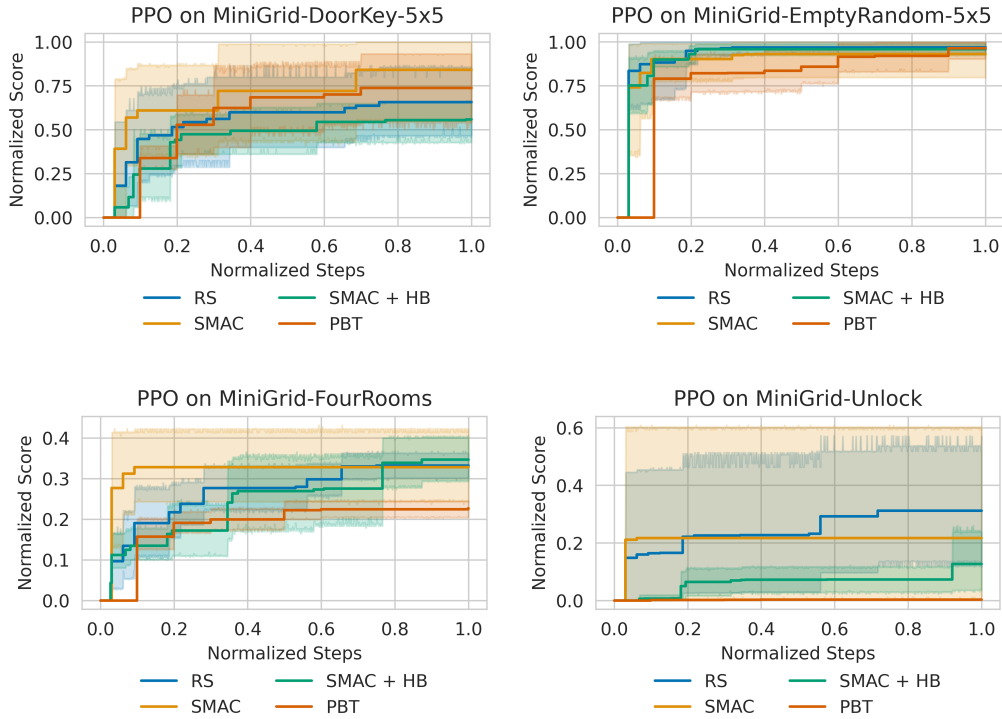 PPO on MiniGrid-DoorKey-5x5
Normalized Score
1.00
0.75
0.50
0.25
0.00
0.0 0.2 0.4 0.6 0.8 1.0
Normalized Steps
RS SMAC + HB
SMAC PBT
PPO on MiniGrid-EmptyRandom-5x5
Normalized Score
1.00
0.75
0.50
0.25
0.00
0.0 0.2 0.4 0.6 0.8 1.0
Normalized Steps
RS SMAC + HB
SMAC PBT
PPO on MiniGrid-FourRooms
Normalized Score
0.4
0.3
0.2
0.1
0.0
0.0 0.2 0.4 0.6 0.8 1.0
Normalized Steps
RS SMAC + HB
SMAC PBT
PPO on MiniGrid-Unlock
Normalized Score
0.6
0.4
0.2
0.0
0.0 0.2 0.4 0.6 0.8 1.0
Normalized Steps
RS SMAC + HB
SMAC PBT